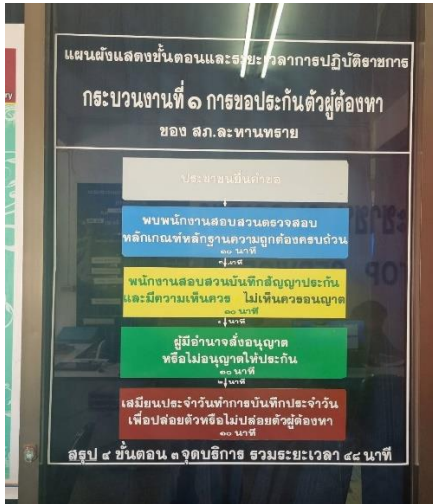 แผนผังแสดงขั้นตอนและระยะเวลาการปฏิบัติราชการ
กระบวนงานที่ ๑ การขอประกันตัวผู้ต้องหา
ของ สภ.ละหานทราย
ประชาชนยื่นคำขอ
พบพนักงานสอบสวนตรวจสอบ
หลักเกณฑ์หลักฐานความถูกต้องครบถ้วน
๑๐ นาที
นาที
พนักงานสอบสวนบันทึกสัญญาประกัน
และมีความเห็นควร ไม่เห็นควรอนุญาต
๑๐ นาที
นาที
ผู้มีอำนาจสั่งอนุญาต
หรือไม่อนุญาตให้ประกัน
๑๐ นาที
นาที
เสมียนประจำวันทำการบันทึกประจำวัน
เพื่อปล่อยตัวหรือไม่ปล่อยตัวผู้ต้องหา
๑๐ นาที
สรุป ๔ ขั้นตอน ๓ จุดบริการ รวมระยะเวลา ๔๘ นาที